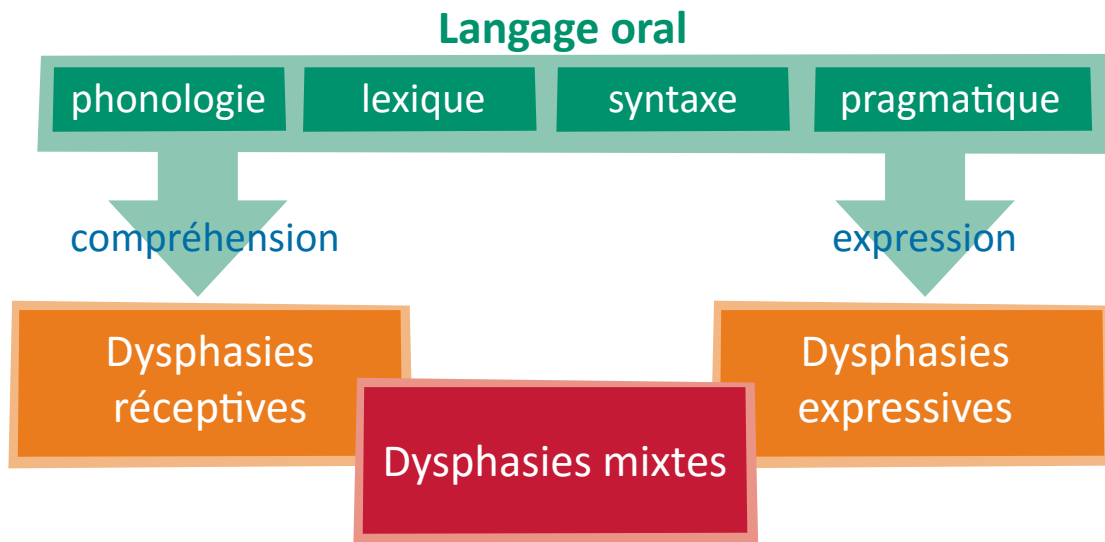 Langage oral
phonologie
lexique
syntaxe
pragmatique
compréhension
expression
Dysphasies
réceptives
Dysphasies
expressives
Dysphasies mixtes